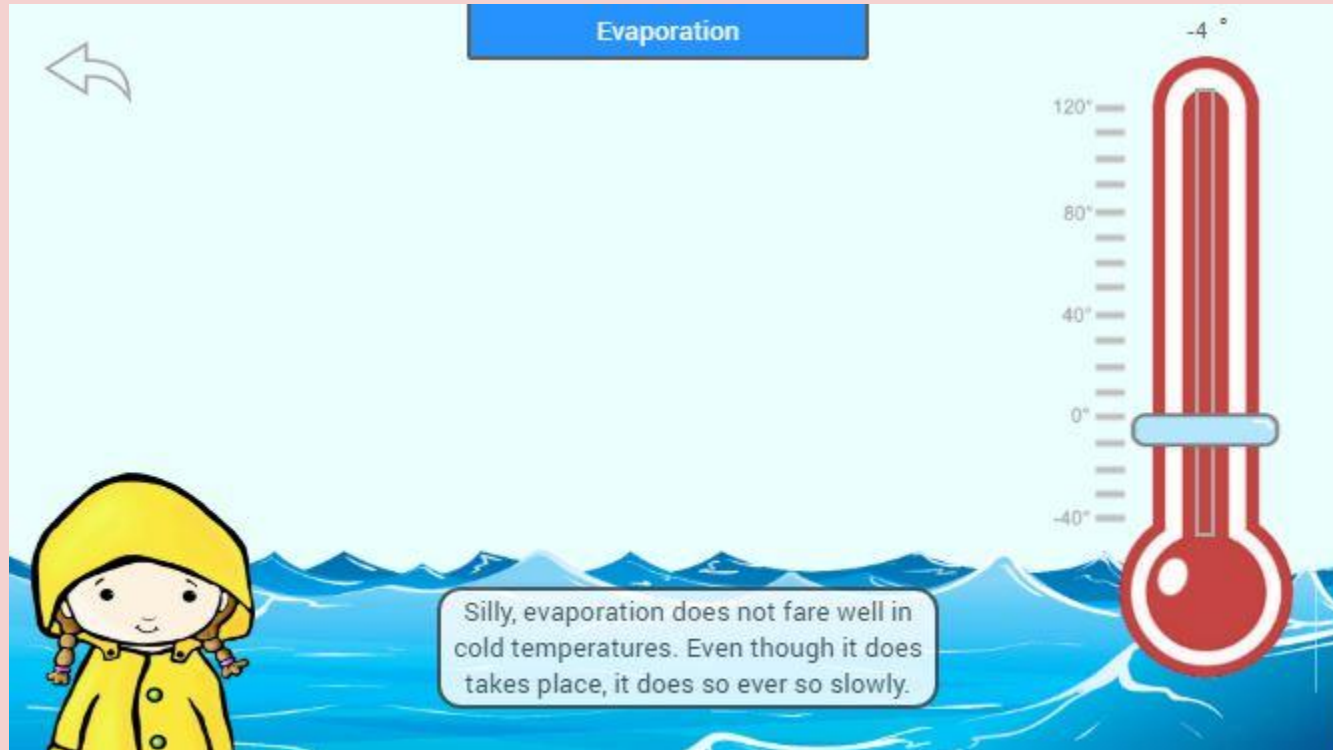 Evaporation
-4 °
120°
80°
40°
0°
-40°
Silly, evaporation does not fare well in
cold temperatures. Even though it does
takes place, it does so ever so slowly.